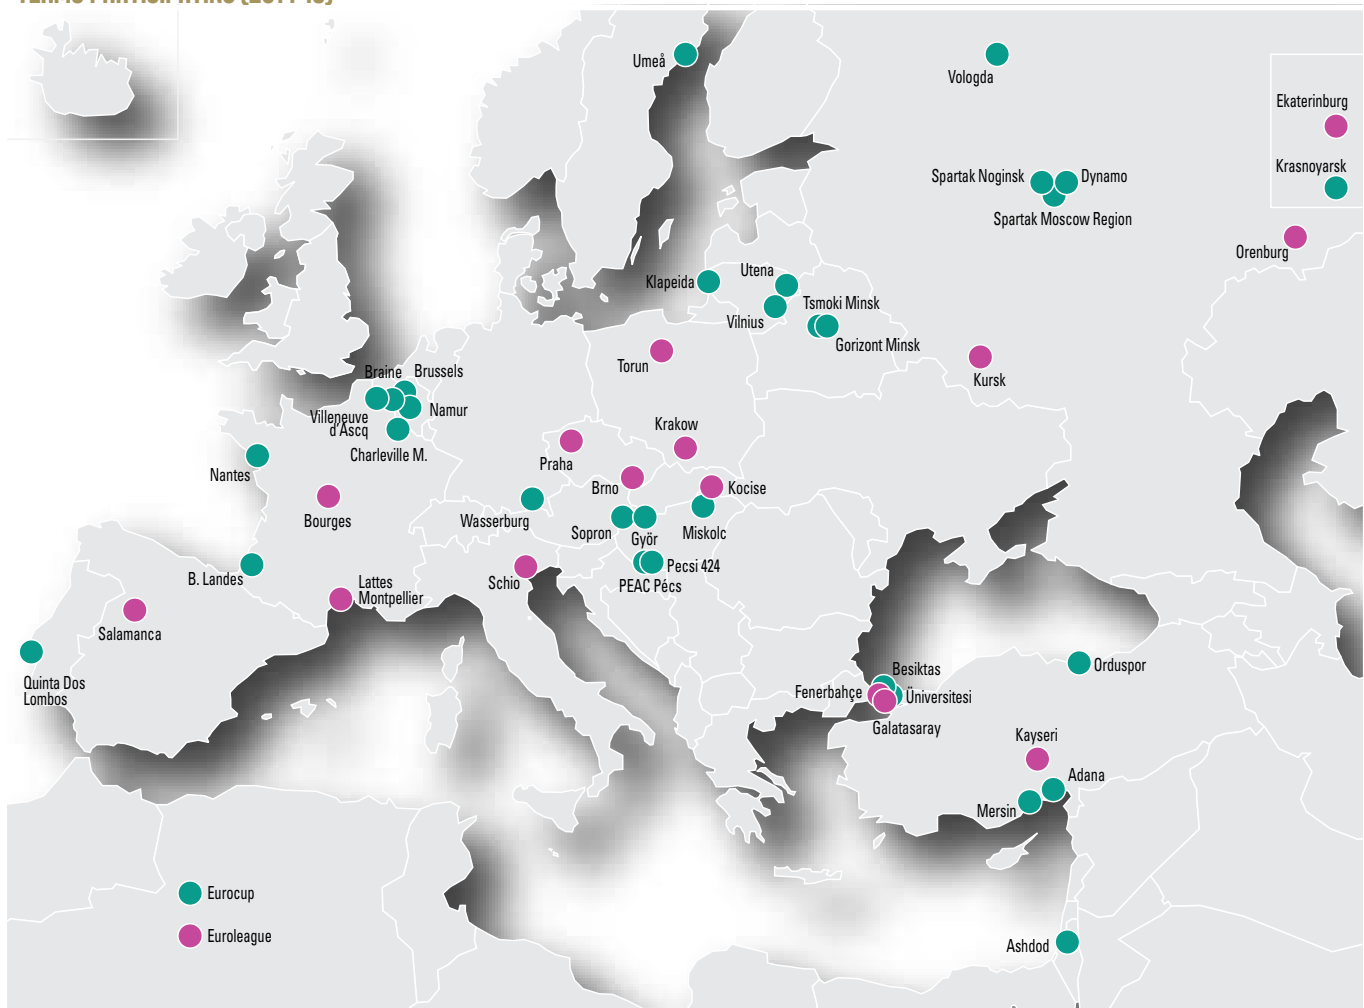 Umeå
Vologda
Ekaterinburg
Krasnoyarsk
Spartak Noginsk
Dynamo
Spartak Moscow Region
Orenburg
Klapeida
Utena
Vilnius
Tsmoki Minsk
Gorizont Minsk
Torun
Kursk
Braine
Brussels
Villeneuve
d'Ascq
Namur
Charleville M.
Krakow
Praha
Nantes
Brno
Kocise
Bourges
Wasserburg
Sopron
Györ
Miskolc
B. Landes
Schio
Pecsi 424
PEAC Pécs
Lattes
Montpellier
Salamanca
Quinta Dos
Lombos
Besiktas
Orduspor
Fenerbahçe
Üniversitesi
Galatasaray
Kayseri
Adana
Mersin
Eurocup
Euroleague
Ashdod